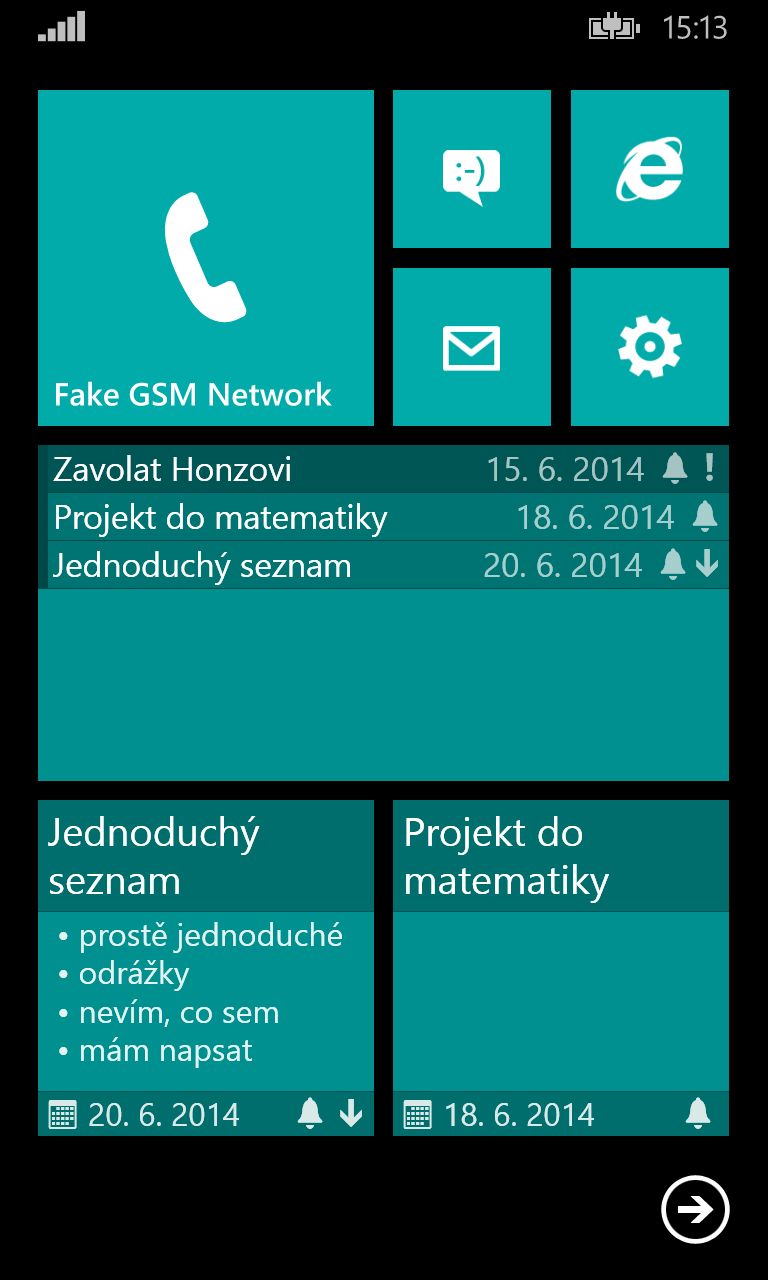 15:13
:-)
Fake GSM Network
Zavolat Honzovi 15. 6. 2014 !
Projekt do matematiky 18. 6. 2014
Jednoduchý seznam 20. 6. 2014
Jednoduchý
seznam
• prostě jednoduché
• odrážky
• nevím, co sem
• mám napsat
20. 6. 2014
Projekt do
matematiky
18. 6. 2014